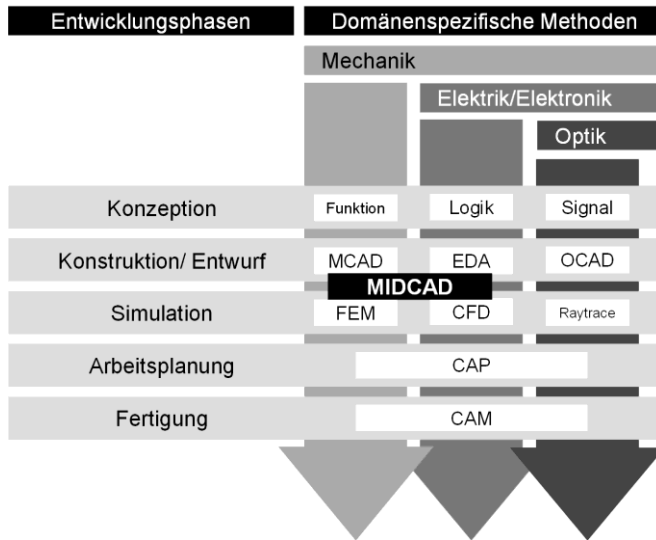 Entwicklungsphasen
Domänenspezifische Methoden
Mechanik
Elektrik/Elektronik
Optik
Konzeption
Funktion
Logik
Signal
Konstruktion/ Entwurf
MCAD
EDA
OCAD
MIDCAD
Simulation
FEM
CFD
Raytrace
Arbeitsplanung
CAP
Fertigung
CAM